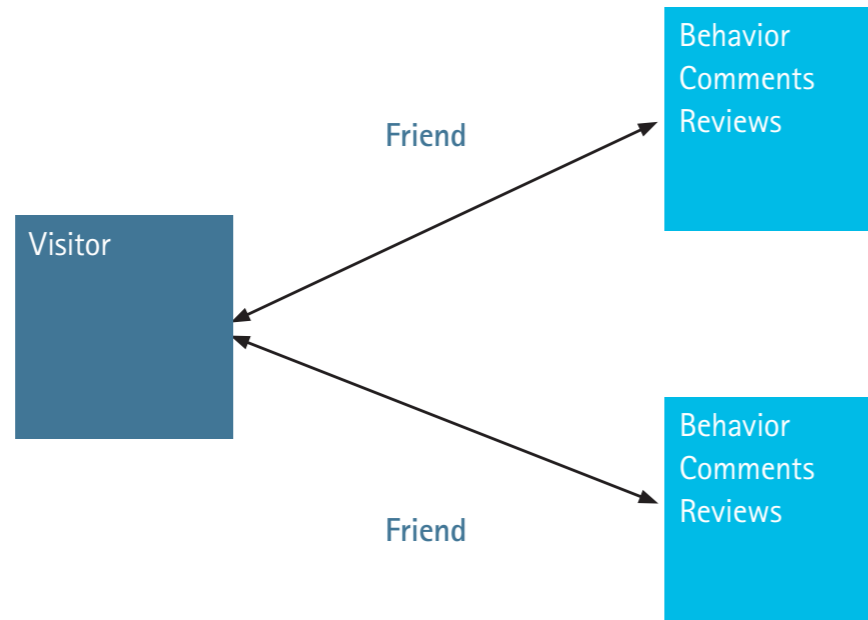 Behavior
Comments
Reviews
Friend
Visitor
Behavior
Comments
Reviews
Friend